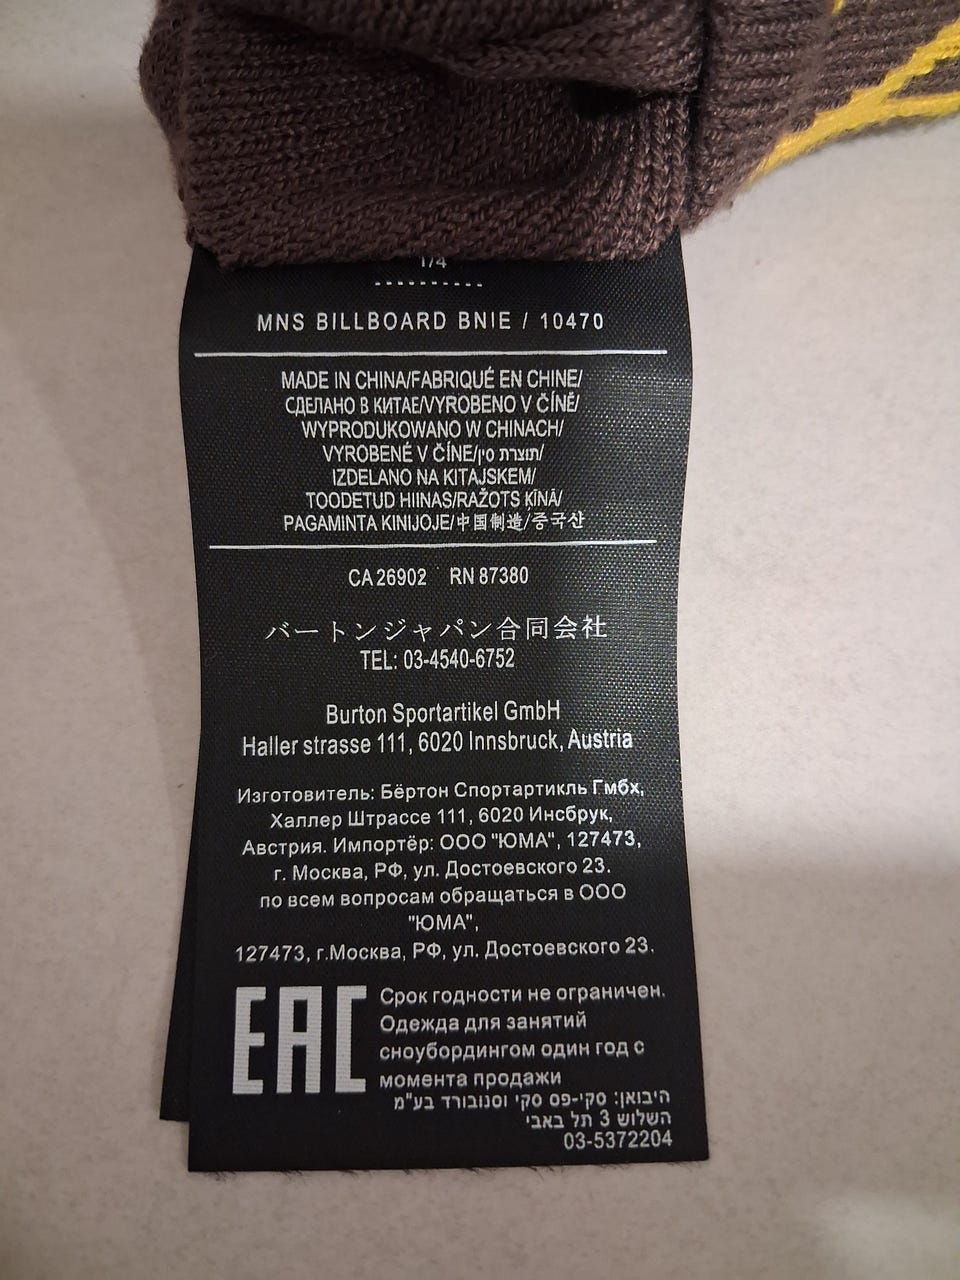 1/4
MNS BILLBOARD BNIE / 10470
MADE IN CHINA/FABRIQUÉ EN CHINE/
СДЕЛАНО В КИТАЕ/VYROBENO V ČÍNĚ/
WYPRODUKOWANO W CHINACH/
VYROBENÉ V ČÍNE/תוצרת סין/
IZDELANO NA KITAJSKEM/
TOODETUD HIINAS/RAŽOTS ĶĪNĀ/
PAGAMINTA KINIJOJE/中国制造/중국산
CA 26902 RN 87380
バートンジャパン合同会社
TEL: 03-4540-6752
Burton Sportartikel GmbH
Haller strasse 111, 6020 Innsbruck, Austria
Изготовитель: Бёртон Спортартикль Гмбх,
Халлер Штрассе 111, 6020 Инсбрук,
Австрия. Импортёр: ООО "ЮМА", 127473,
г. Москва, РФ, ул. Достоевского 23.
по всем вопросам обращаться в ООО
"ЮМА",
127473, г.Москва, РФ, ул. Достоевского 23.
EAC
Срок годности не ограничен.
Одежда для занятий
сноубордингом один год с
момента продажи
היבואן: סקי-פס סקי וסנובורד בע"מ
השלוש 3 תל באבי
03-5372204